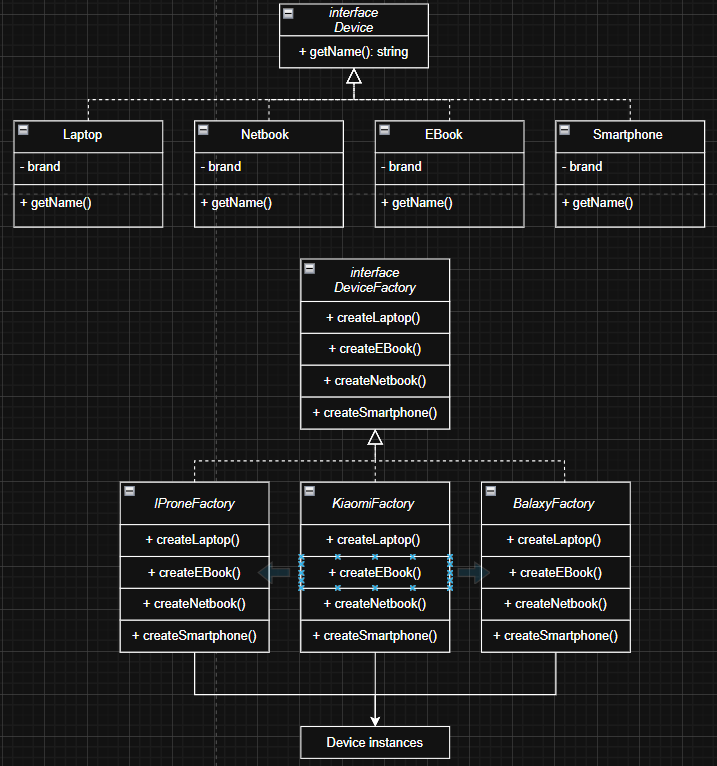 interface
Device
+ getName(): string
Laptop
- brand
+ getName()
Netbook
- brand
+ getName()
EBook
- brand
+ getName()
Smartphone
- brand
+ getName()
interface
DeviceFactory
+ createLaptop()
+ createEBook()
+ createNetbook()
+ createSmartphone()
IProneFactory
+ createLaptop()
+ createEBook()
+ createNetbook()
+ createSmartphone()
KiaomiFactory
+ createLaptop()
+ createEBook()
+ createNetbook()
+ createSmartphone()
BalaxyFactory
+ createLaptop()
+ createEBook()
+ createNetbook()
+ createSmartphone()
Device instances